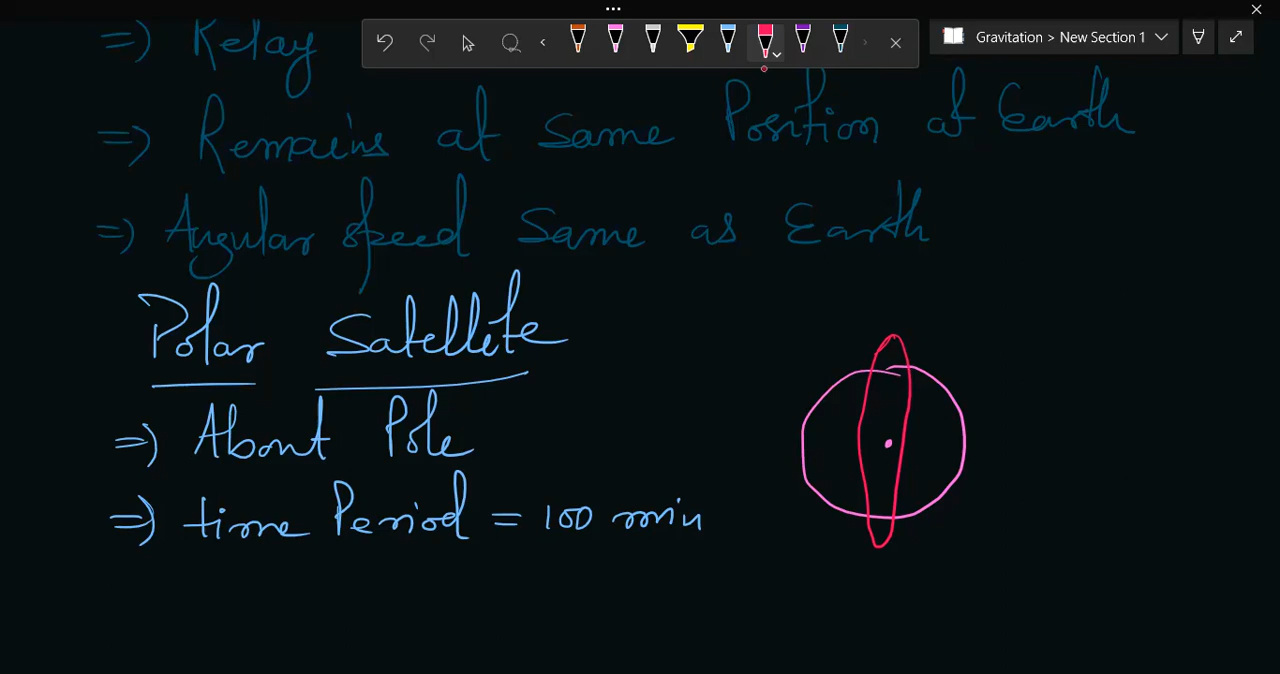 Gravitation > New Section 1
⇒) Relay
⇒) Remains at Same Position at Earth
⇒) Angular speed Same as Earth
Polar Satellite
⇒) About Pole
⇒) time Period = 100 min